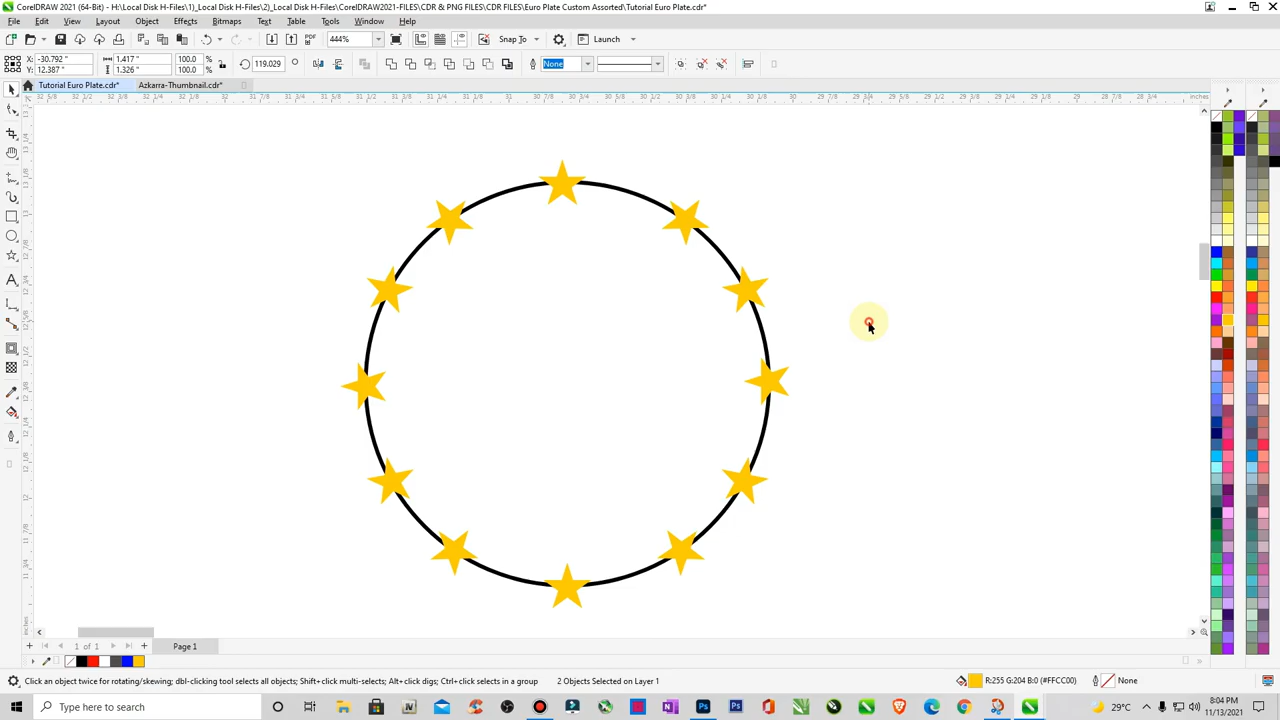 CorelDRAW 2021 (64-Bit) - H:\Local Disk H-Files\1)_Local Disk H-Files\2)_Local Disk H-Files\CorelDRAW2021-FILES\CDR & PNG FILES\CDR FILES\Euro Plate Custom Assorted\Tutorial Euro Plate.cdr*
File Edit View Layout Object Effects Bitmaps Text Table Tools Window Help
PDF 444% Snap To Launch
X: -30.792 " 1.417 " 100.0 % 119.029 None
Y: 12.387 " 1.326 " 100.0 %
Tutorial Euro Plate.cdr* Azkarra-Thumbnail.cdr*
inches
1 of 1 Page 1
Click an object twice for rotating/skewing; dbl-clicking tool selects all objects; Shift+click multi-selects; Alt+click digs; Ctrl+click selects in a group 2 Objects Selected on Layer 1 R:255 G:204 B:0 (#FFCC00) None
Type here to search 29°C 8:04 PM
11/13/2021